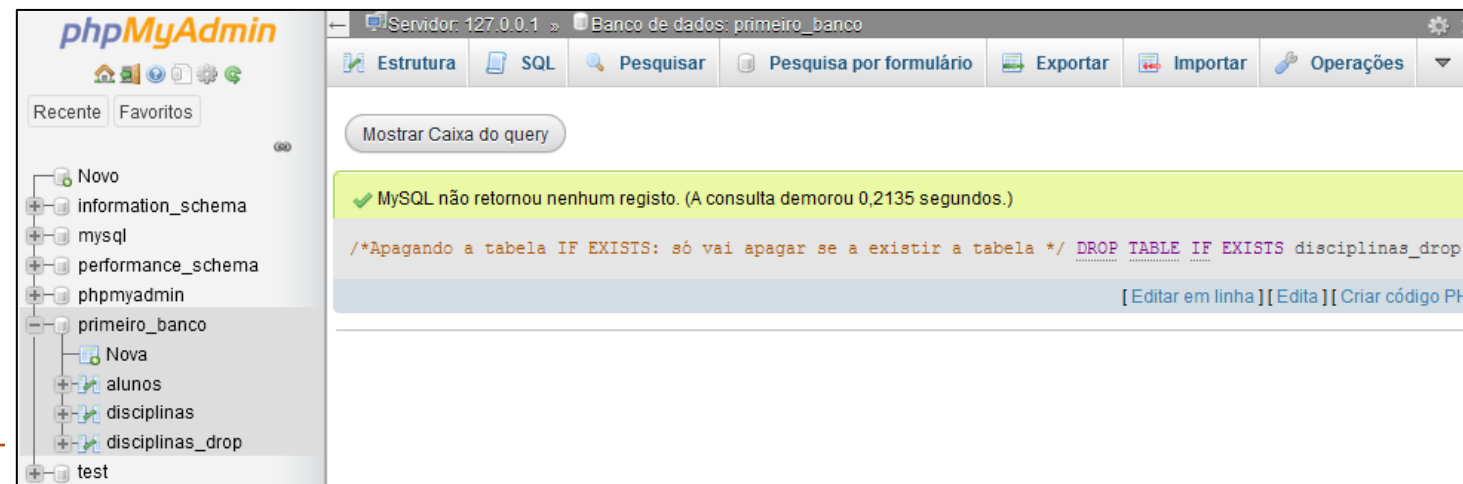 phpMyAdmin
Recente Favoritos
Novo
information_schema
mysql
performance_schema
phpmyadmin
primeiro_banco
Nova
alunos
disciplinas
disciplinas_drop
test
Servidor: 127.0.0.1 » Banco de dados: primeiro_banco
Estrutura SQL Pesquisar Pesquisa por formulário Exportar Importar Operações
Mostrar Caixa do query
MySQL não retornou nenhum registo. (A consulta demorou 0,2135 segundos.)
/*Apagando a tabela IF EXISTS: só vai apagar se a existir a tabela */ DROP TABLE IF EXISTS disciplinas_drop
[ Editar em linha ] [ Edita ] [ Criar código PH